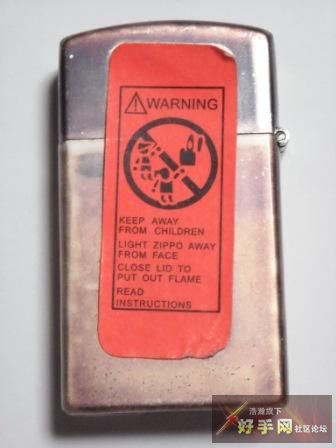 WARNING
KEEP AWAY
FROM CHILDREN
LIGHT ZIPPO AWAY
FROM FACE
CLOSE LID TO
PUT OUT FLAME
READ
INSTRUCTIONS
浩瀚旗下
好手网社区论坛